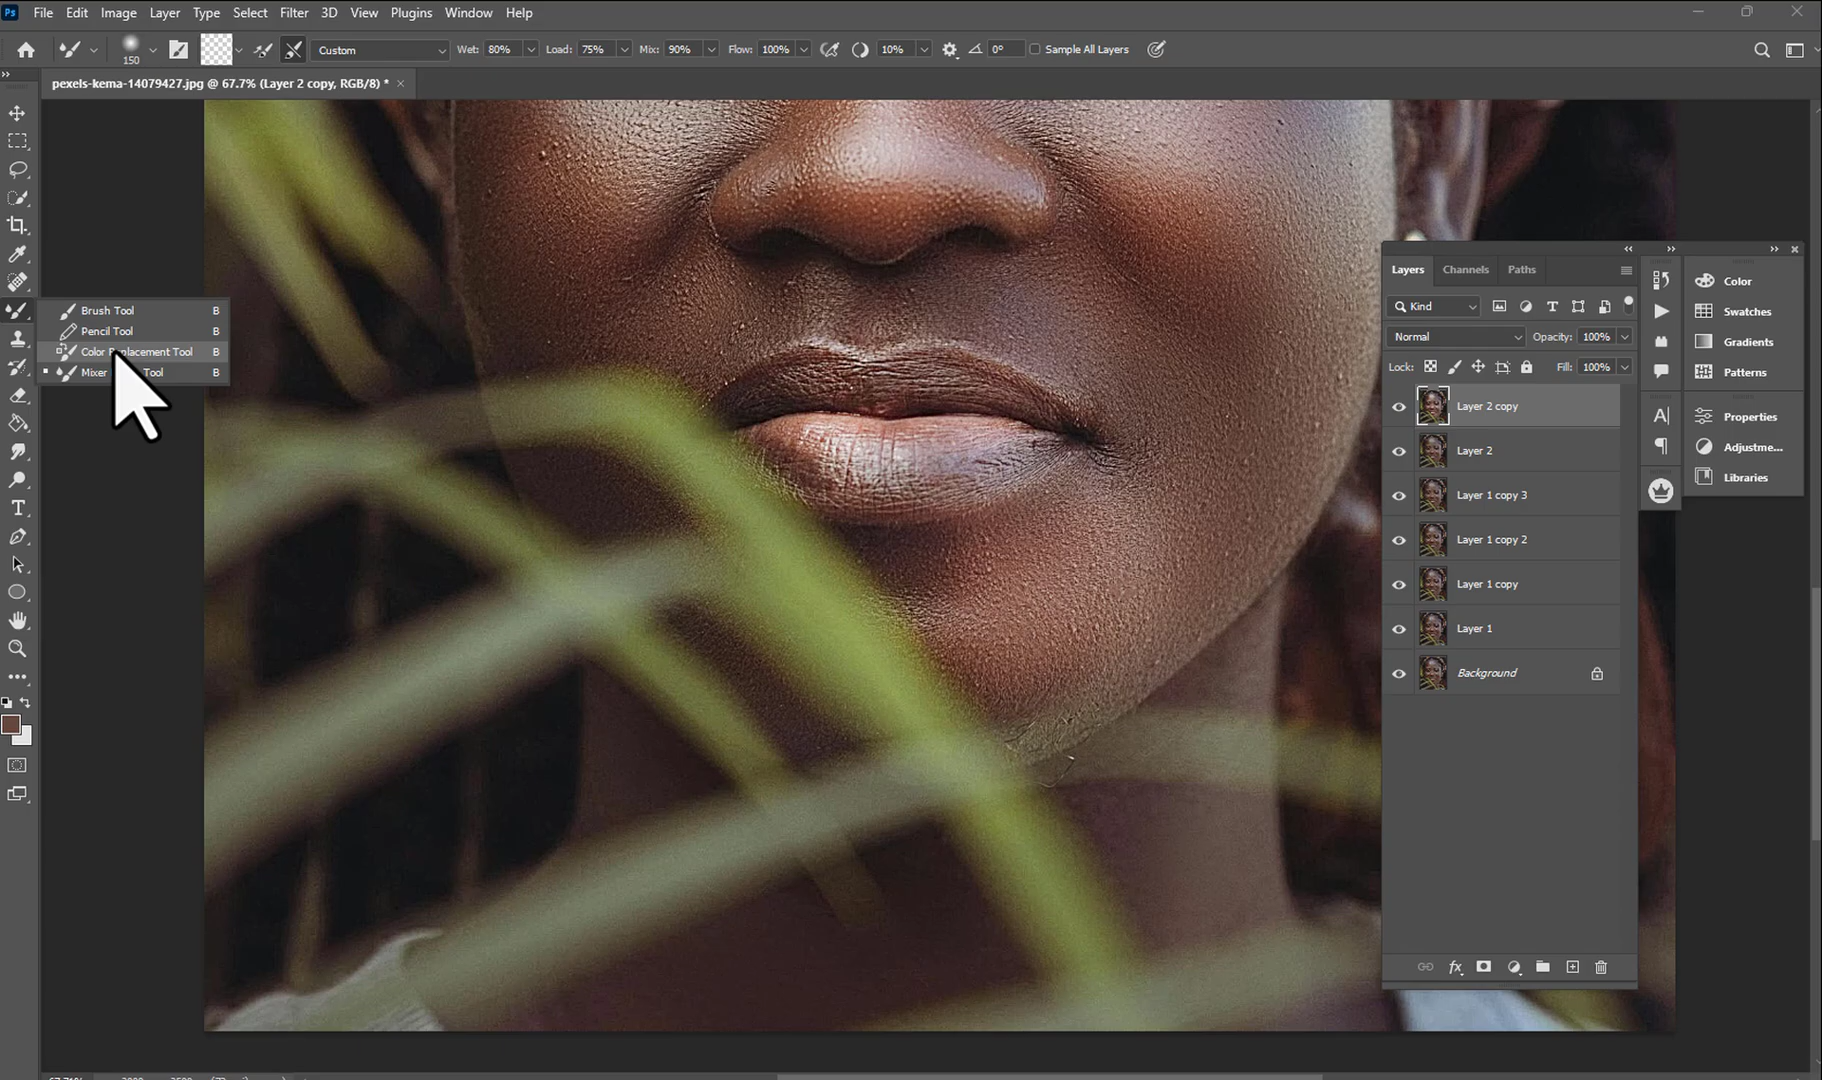 Ps File Edit Image Layer Type Select Filter 3D View Plugins Window Help
150 Custom Wet: 80% Load: 75% Mix: 90% Flow: 100% 10% 0° Sample All Layers
pexels-kema-14079427.jpg @ 67.7% (Layer 2 copy, RGB/8) *
Brush Tool B
Pencil Tool B
Color Replacement Tool B
Mixer Tool B
Layers Channels Paths
Kind
Normal Opacity: 100%
Lock: Fill: 100%
Layer 2 copy
Layer 2
Layer 1 copy 3
Layer 1 copy 2
Layer 1 copy
Layer 1
Background
Color
Swatches
Gradients
Patterns
Properties
Adjustme...
Libraries